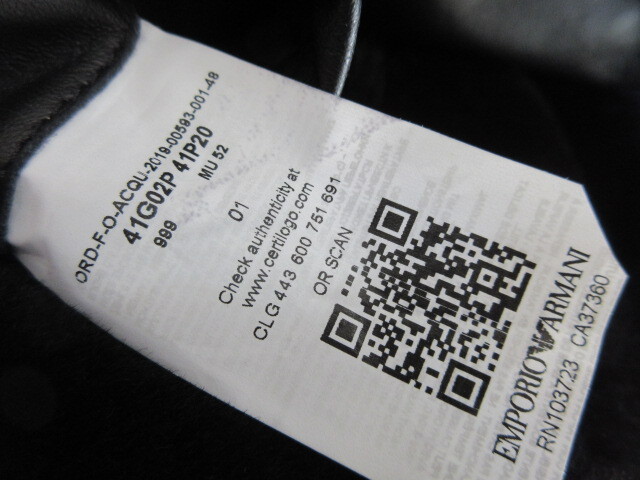 ORD-F-O-ACQU-2019-00593-001-48
41G02P 41P20
999 MU 52
01
Check authenticity at
www.certilogo.com
CLG 443 600 751 691
OR SCAN
EMPORIO ARMANI
RN103723 CA37360